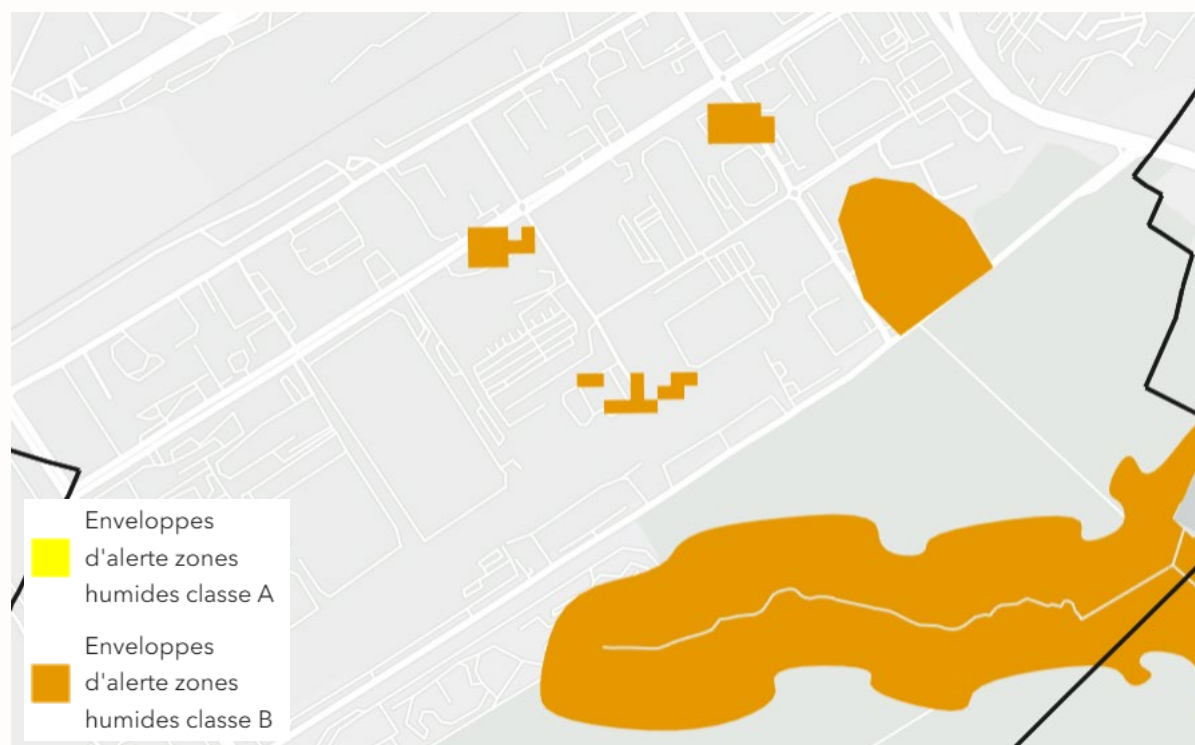 Enveloppes
d'alerte zones
humides classe A
Enveloppes
d'alerte zones
humides classe B